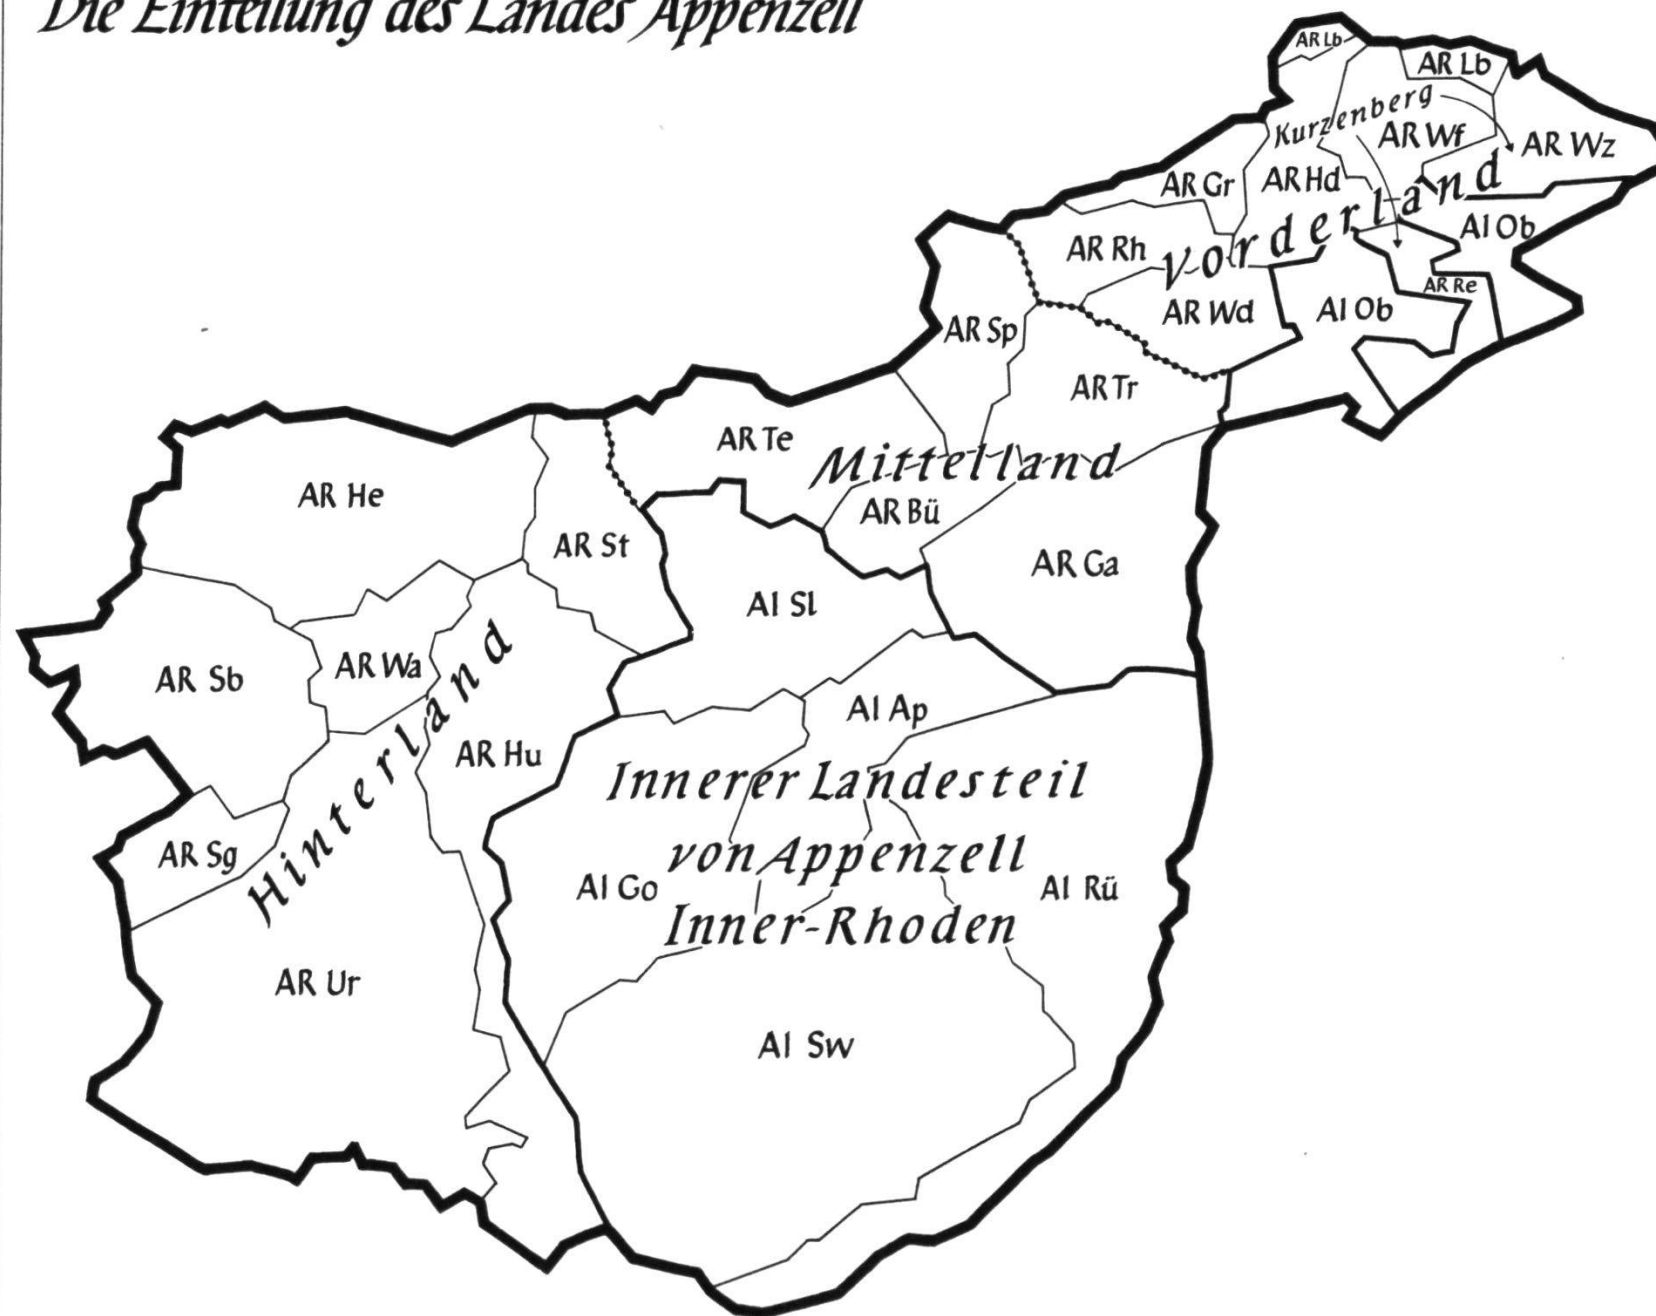 Die Einteilung des Landes Appenzell
AR Lb
AR Lb
Kurzenberg
AR Wf
AR Wz
AR Gr
AR Hd
Vorderland
AI Ob
AR Rh
AR Re
AR Wd
AI Ob
AR Sp
AR Tr
AR Te
Mittelland
AR He
AR Bü
AR St
AR Ga
AI Sl
AR Wa
AR Sb
Hinterland
AI Ap
AR Hu
Innerer Landesteil
von Appenzell
Inner-Rhoden
AR Sg
AI Go
AI Rü
AR Ur
AI Sw